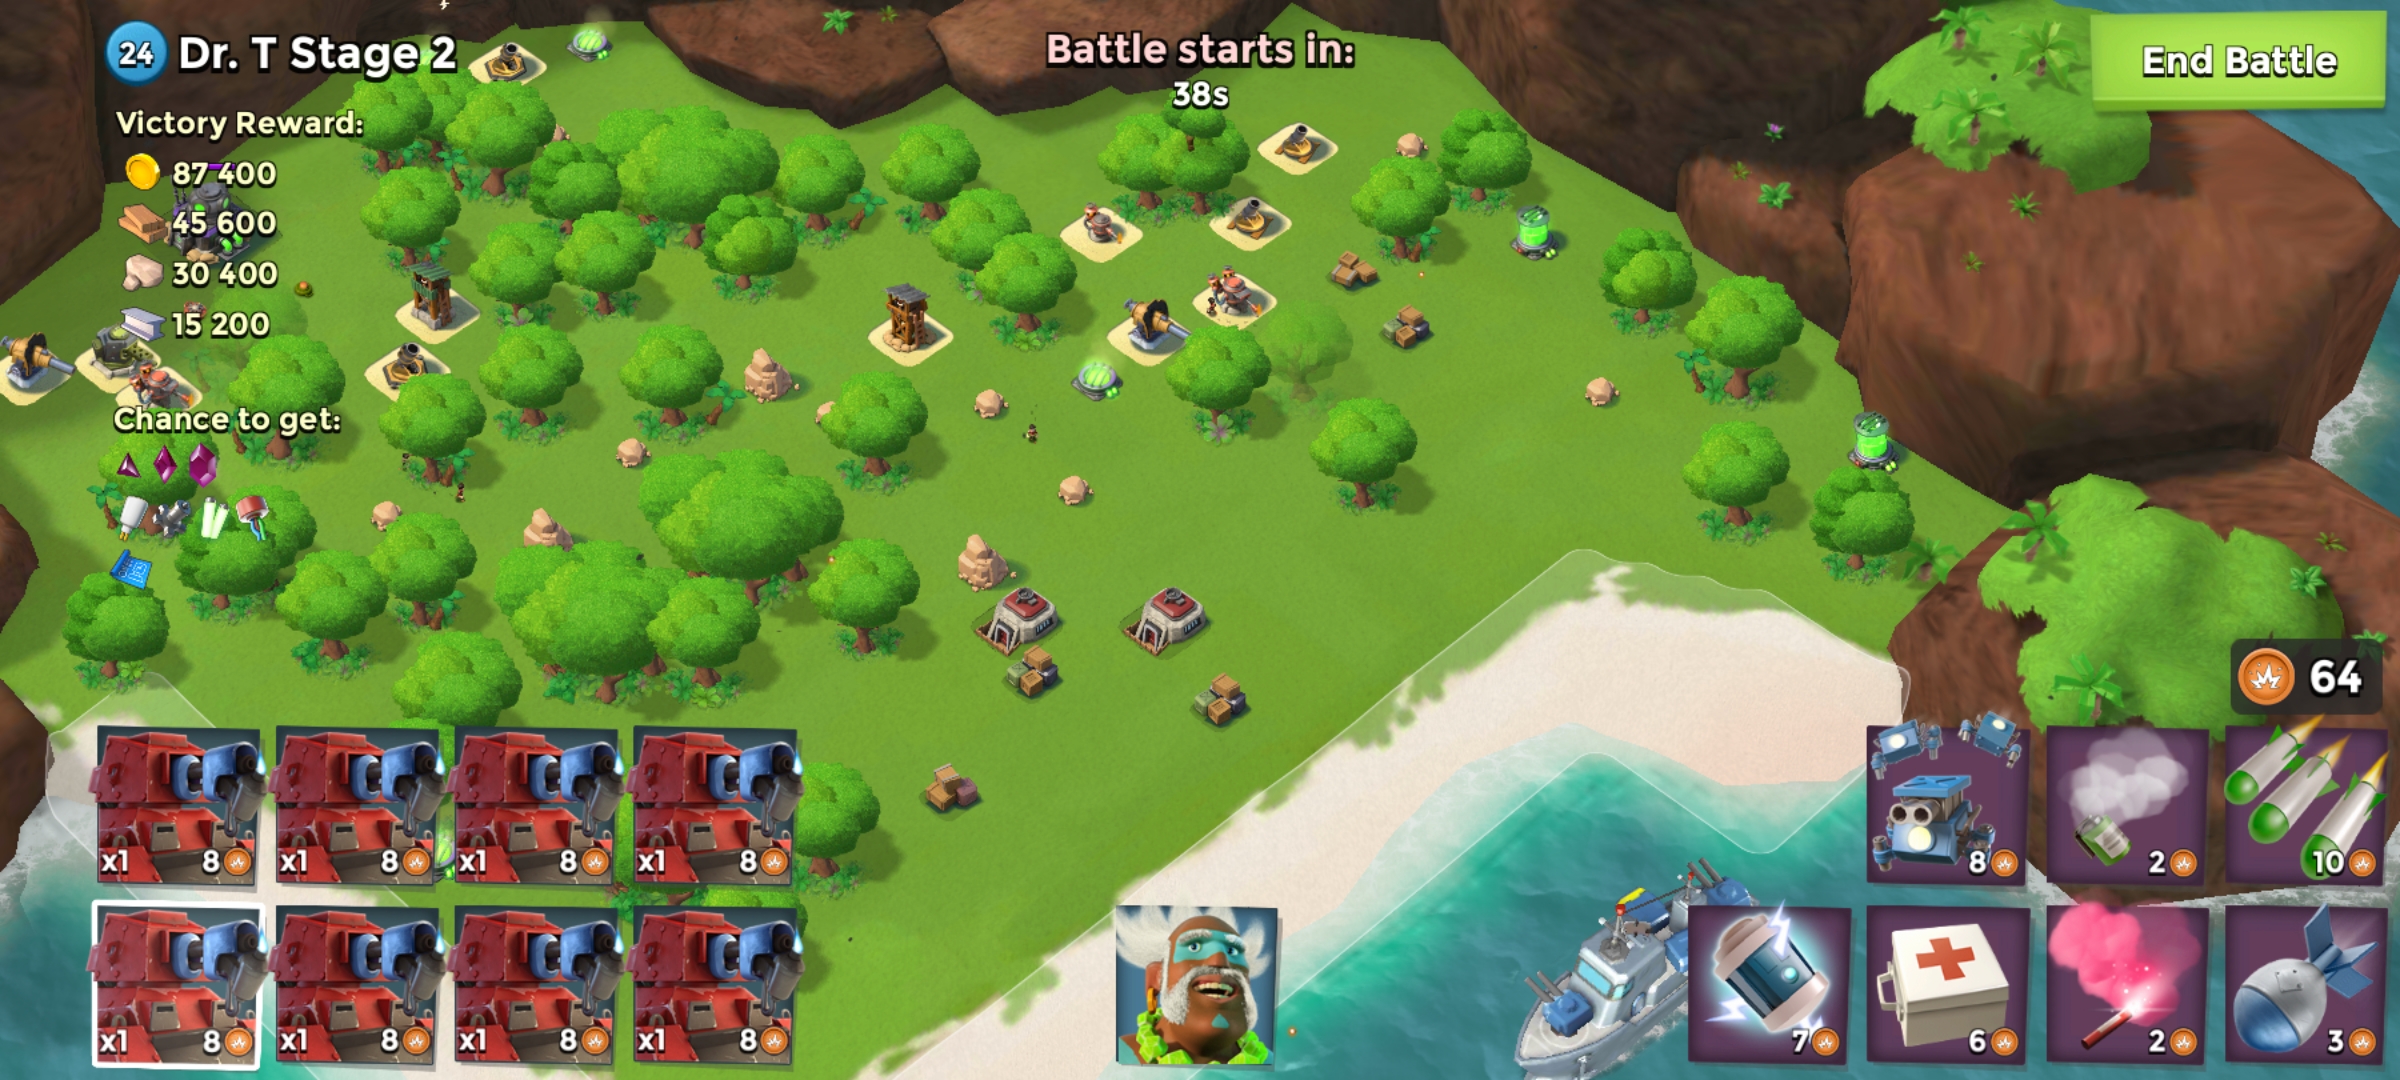 24 Dr. T Stage 2
Battle starts in:
38s
End Battle
Victory Reward:
87 400
45 600
30 400
15 200
Chance to get:
64
x1 8
x1 8
x1 8
x1 8
8
2
10
x1 8
x1 8
x1 8
x1 8
7
6
2
3